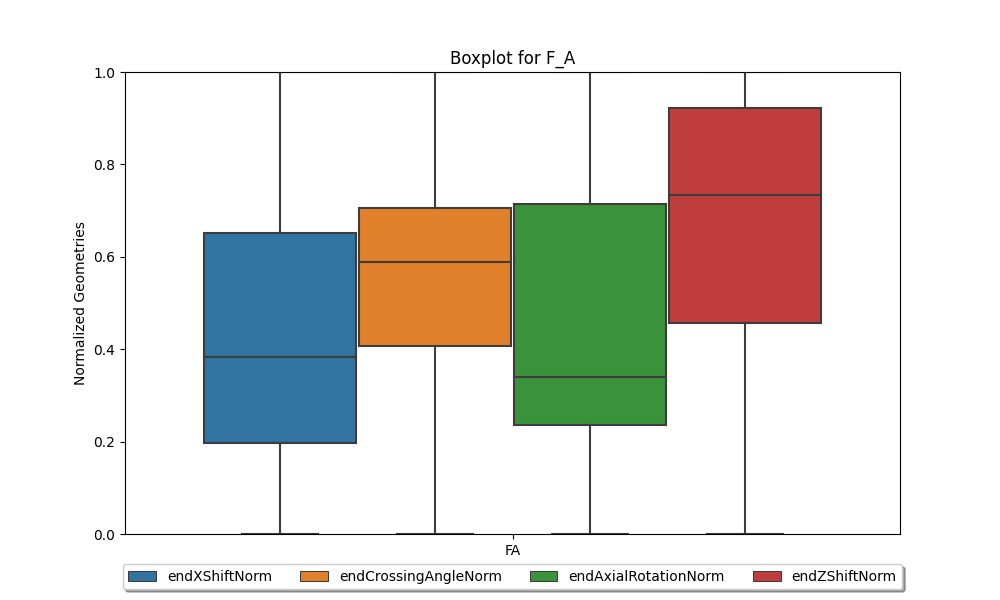 Boxplot for F_A
1.0
0.8
0.6
0.4
0.2
0.0
Normalized Geometries
FA
endXShiftNorm endCrossingAngleNorm endAxialRotationNorm endZShiftNorm